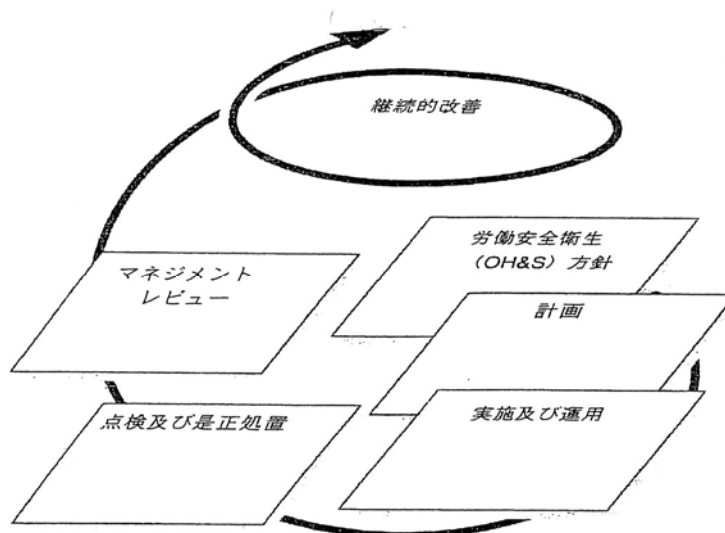 継続的改善
労働安全衛生
(OH&S) 方針
計画
実施及び運用
点検及び是正処置
マネジメント
レビュー